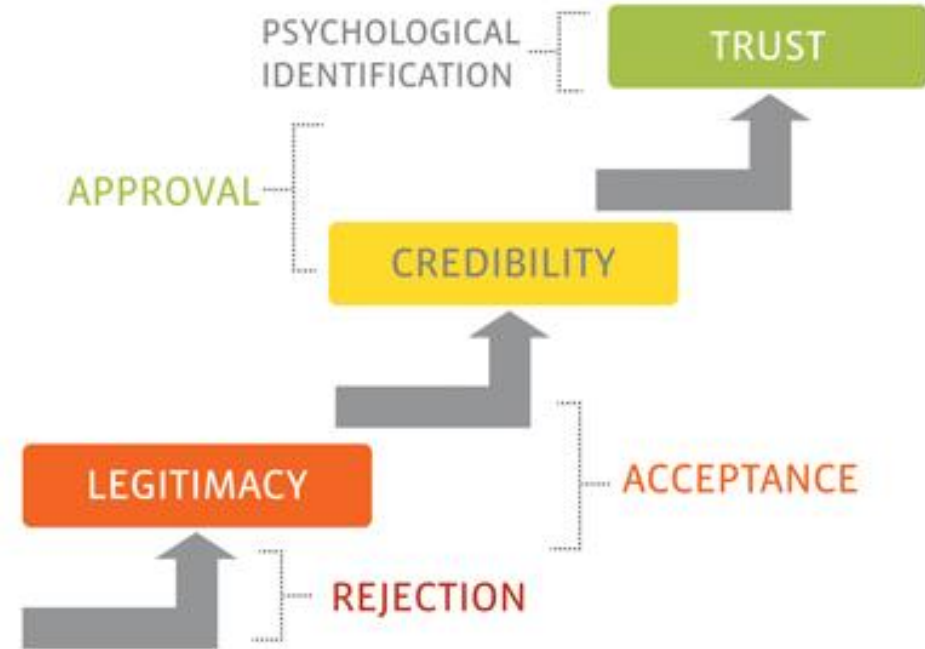 PSYCHOLOGICAL
IDENTIFICATION
TRUST
APPROVAL
CREDIBILITY
LEGITIMACY
ACCEPTANCE
REJECTION